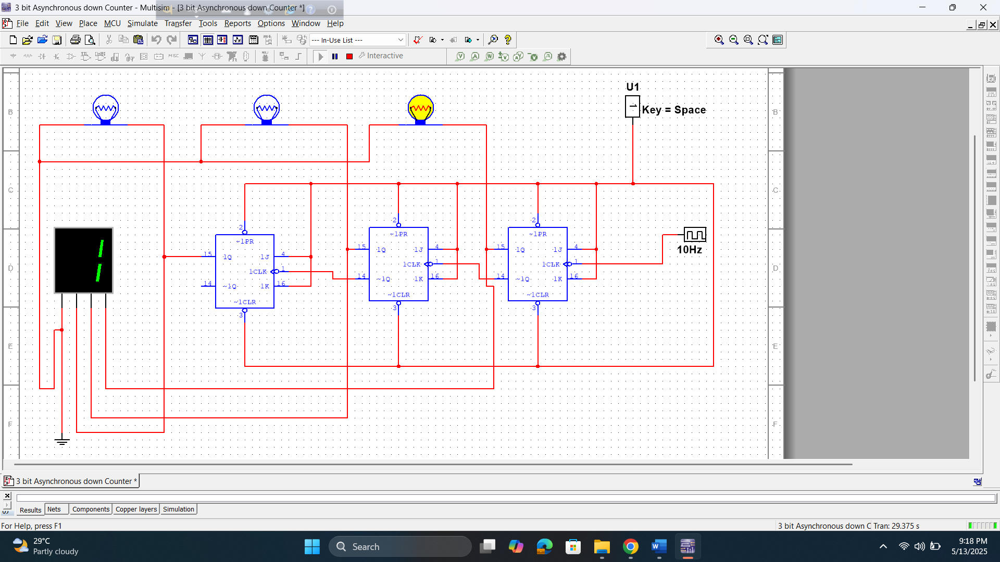 3 bit Asynchronous down Counter - Multisim - [3 bit Asynchronous down Counter *]
File Edit View Place MCU Simulate Transfer Tools Reports Options Window Help
--- In-Use List ---
MISC
Interactive
V A W V AV V
U1
Key = Space
B B
C C
2
~1PR
15 1Q 1J 4
1CLK 1
14 ~1Q 1K 16
~1CLR
3
2
~1PR
15 1Q 1J 4
1CLK 1
14 ~1Q 1K 16
~1CLR
3
2
~1PR
15 1Q 1J 4
1CLK 1
14 ~1Q 1K 16
~1CLR
3
10Hz
1
D D
E E
F F
3 bit Asynchronous down Counter *
Results Nets Components Copper layers Simulation
For Help, press F1
3 bit Asynchronous down C Tran: 29.375 s
29°C
Partly cloudy
Search
9:18 PM
5/13/2025